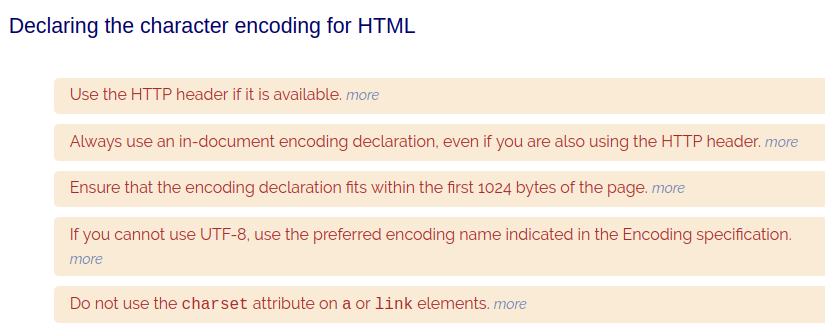 Declaring the character encoding for HTML
Use the HTTP header if it is available. more
Always use an in-document encoding declaration, even if you are also using the HTTP header. more
Ensure that the encoding declaration fits within the first 1024 bytes of the page. more
If you cannot use UTF-8, use the preferred encoding name indicated in the Encoding specification.
more
Do not use the charset attribute on a or link elements. more